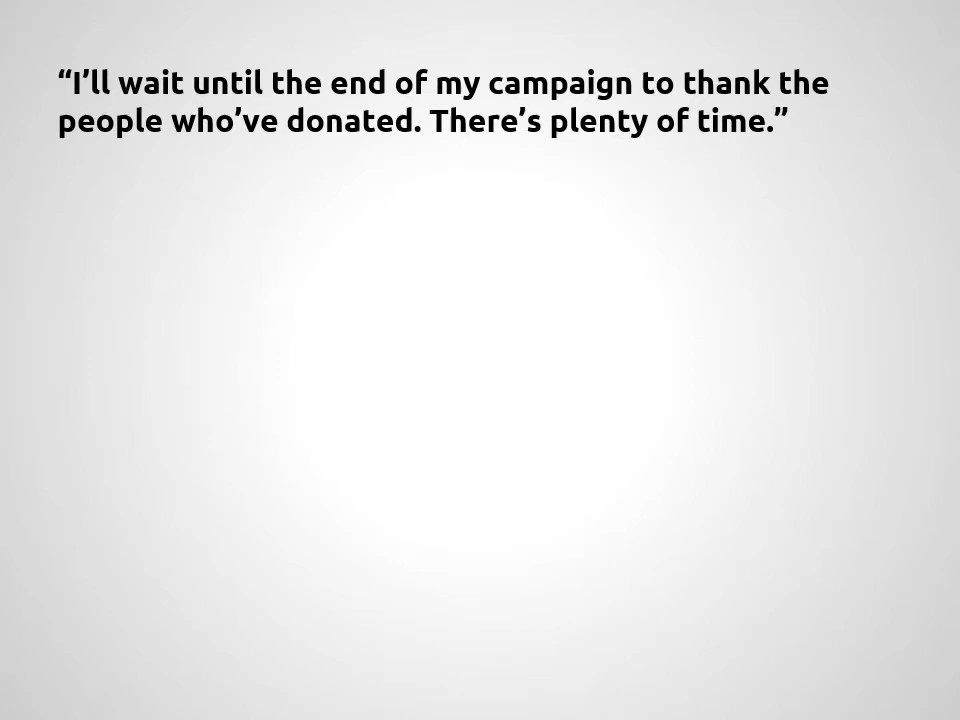 “I’ll wait until the end of my campaign to thank the
people who’ve donated. There’s plenty of time.”